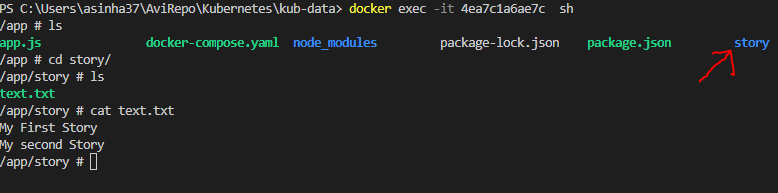 PS C:\Users\asinha37\AviRepo\Kubernetes\kub-data> docker exec -it 4ea7c1a6ae7c  sh
/app # ls
app.js docker-compose.yaml node_modules package-lock.json package.json story
/app # cd story/
/app/story # ls
text.txt
/app/story # cat text.txt
My First Story
My second Story
/app/story #